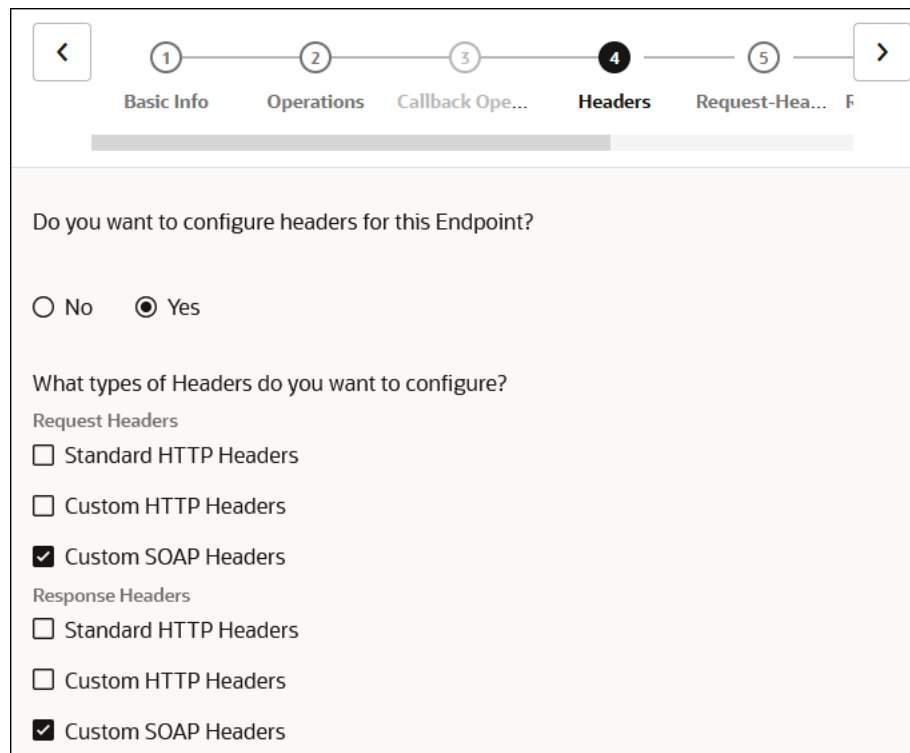 1 2 3 4 5
Basic Info Operations Callback Ope... Headers Request-Hea...
Do you want to configure headers for this Endpoint?
No Yes
What types of Headers do you want to configure?
Request Headers
Standard HTTP Headers
Custom HTTP Headers
Custom SOAP Headers
Response Headers
Standard HTTP Headers
Custom HTTP Headers
Custom SOAP Headers